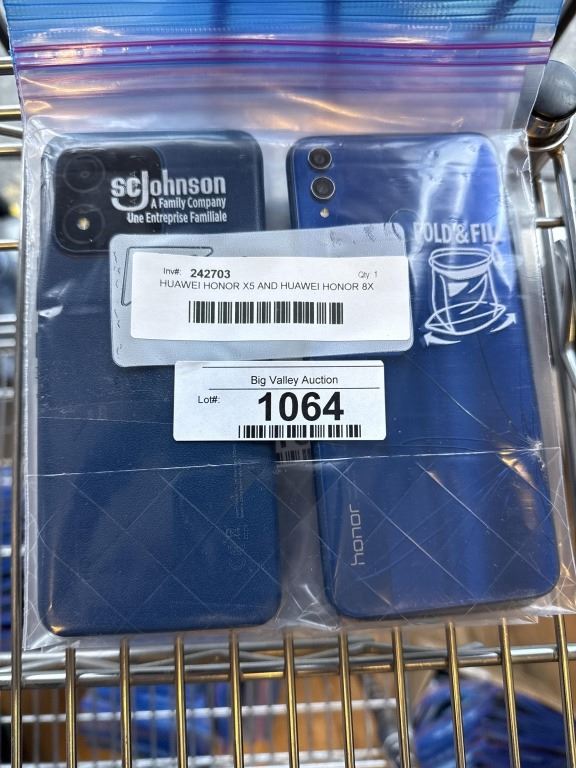 scJohnson
A Family Company
Une Entreprise Familiale
FOLD & FIL
Inv#: 242703 Qty: 1
HUAWEI HONOR X5 AND HUAWEI HONOR 8X
Big Valley Auction
Lot#: 1064
honor